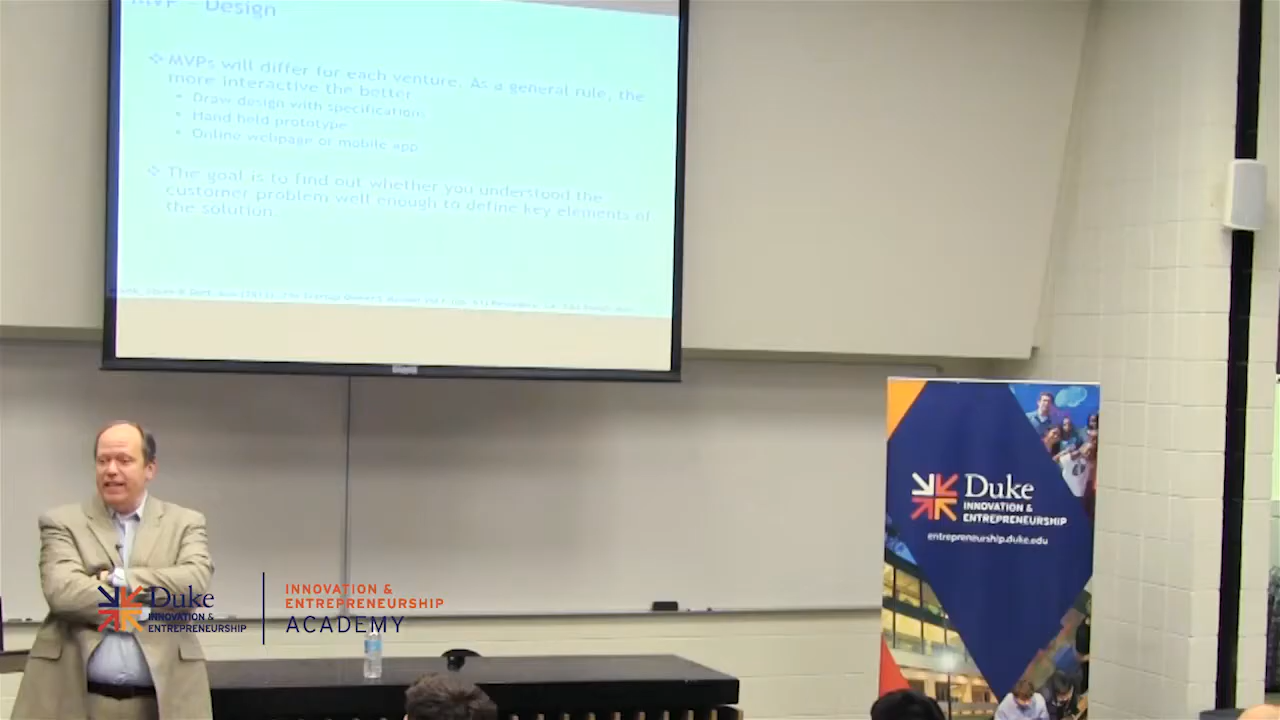 MVP – Design
MVPs will differ for each venture. As a general rule, the
more interactive the better
Draw design with specifications
Hand held prototype
Online webpage or mobile app
The goal is to find out whether you understood the
customer problem well enough to define key elements of
the solution.
Duke
INNOVATION &
ENTREPRENEURSHIP
entrepreneurship.duke.edu
Duke
INNOVATION &
ENTREPRENEURSHIP
INNOVATION &
ENTREPRENEURSHIP
ACADEMY